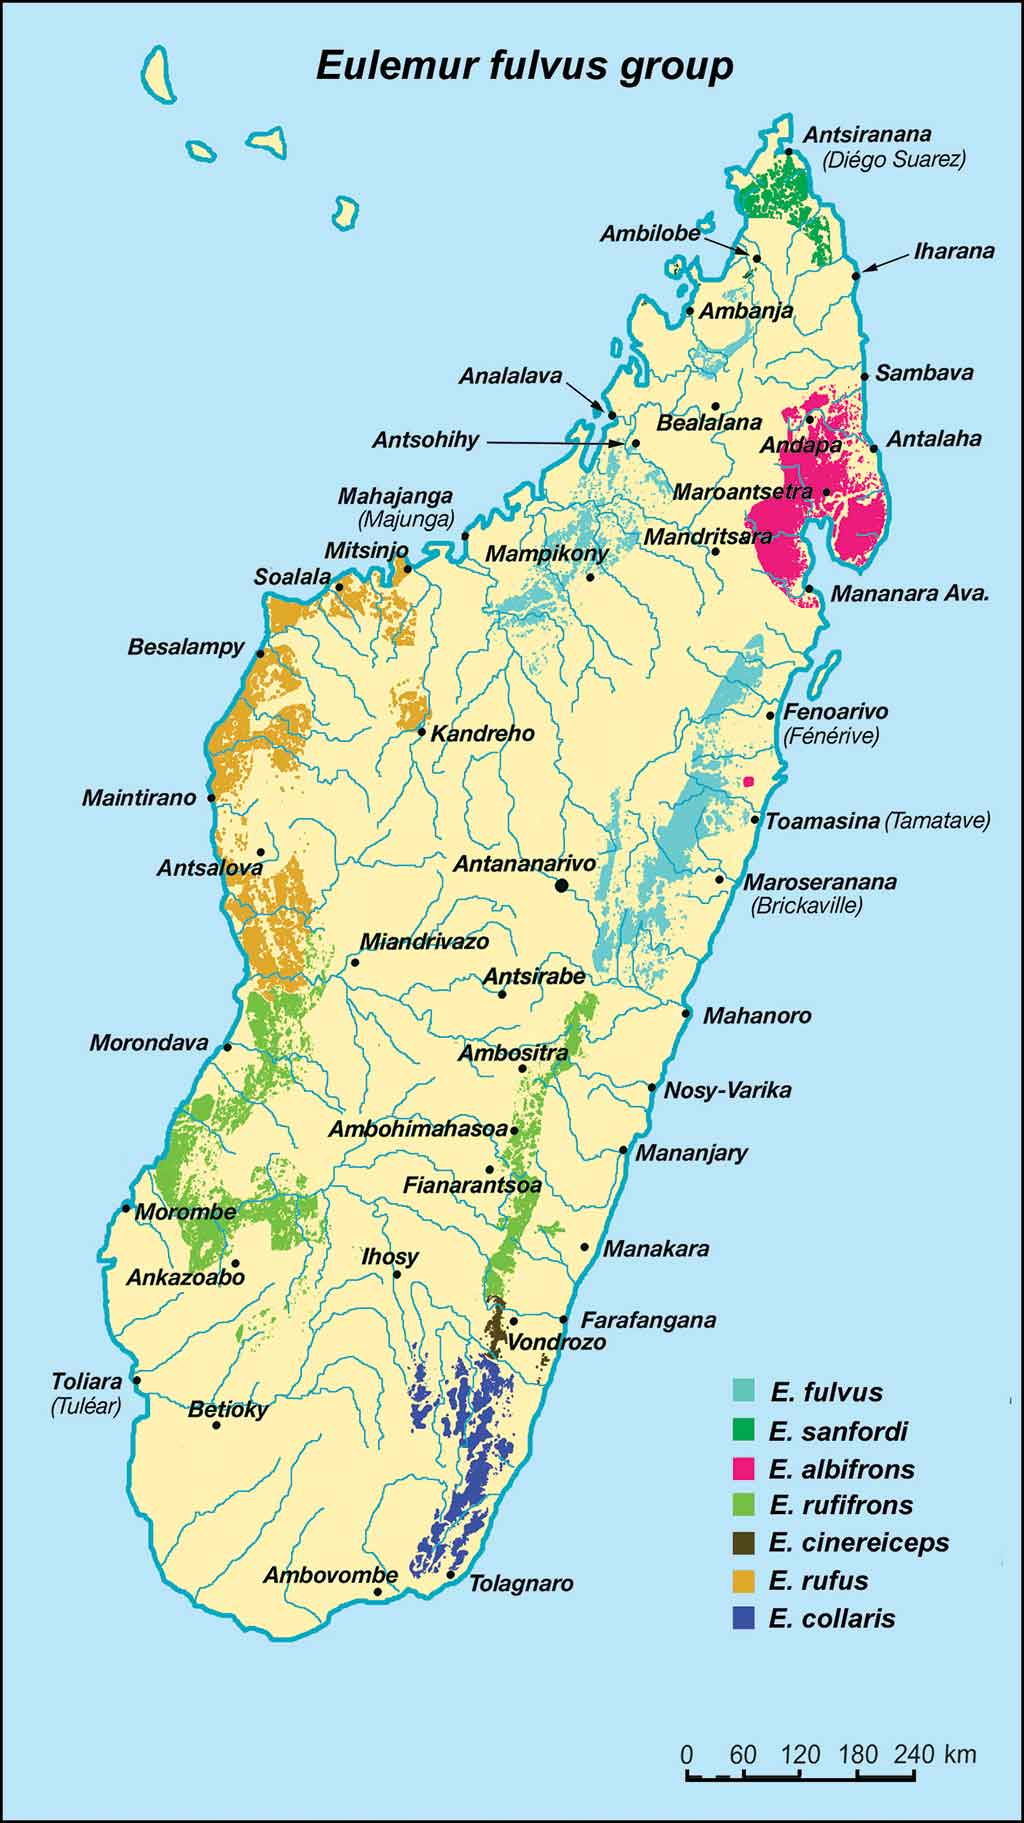 Eulemur fulvus group
Antsiranana
(Diégo Suarez)
Ambilobe
Iharana
Ambanja
Analalava
Sambava
Bealalana
Antsohihy
Andapa
Antalaha
Mahajanga
(Majunga)
Maroantsetra
Mandritsara
Mitsinjo
Mampikony
Soalala
Mananara Ava.
Besalampy
Fenoarivo
(Fénérive)
Kandreho
Maintirano
Toamasina (Tamatave)
Antsalova
Antananarivo
Maroseranana
(Brickaville)
Miandrivazo
Antsirabe
Mahanoro
Morondava
Ambositra
Nosy-Varika
Ambohimahasoa
Mananjary
Fianarantsoa
Morombe
Manakara
Ihosy
Ankazoabo
Farafangana
Vondrozo
Toliara
(Tuléar)
Betioky
E. fulvus
E. sanfordi
E. albifrons
E. rufifrons
E. cinereiceps
E. rufus
E. collaris
Ambovombe
Tolagnaro
0 60 120 180 240 km